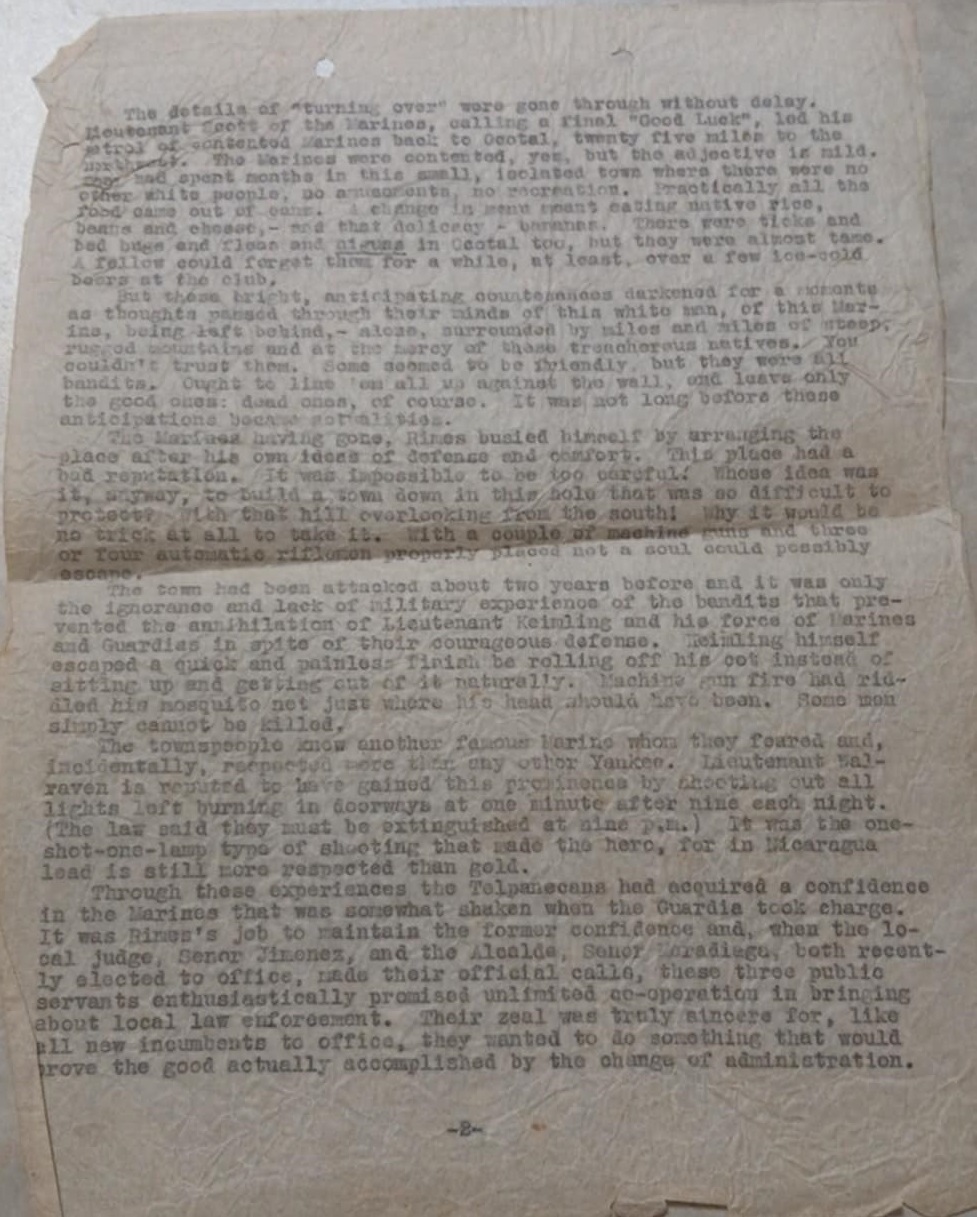 The details of "turning over" were gone through without delay.
Lieutenant Scott of the Marines, calling a final "Good Luck", led his
patrol of contented Marines back to Ocotal, twenty five miles to the
northwest. The Marines were contented, yes, but the adjective is mild.
had spent months in this small, isolated town where there were no
other white people, no amusements, no recreation. Practically all the
food came out of cans. A change in menu meant eating native rice,
beans and cheese,- and that delicacy - bananas. There were ticks and
bed bugs and fleas and niguas in Ocotal too, but they were almost tame.
A fellow could forget them for a while, at least, over a few ice-cold
beers at the club.
But those bright, anticipating countenances darkened for a moments
as thoughts passed through their minds of this white man, of this Mar-
ine, being left behind,- alone, surrounded by miles and miles of steep,
rugged mountains and at the mercy of these treacherous natives. You
couldn't trust them. Some seemed to be friendly, but they were all
bandits. Ought to line 'em all up against the wall, and leave only
the good ones: dead ones, of course. It was not long before these
anticipations became actualities.
The Marines having gone, Rimes busied himself by arranging the
place after his own ideas of defense and comfort. This place had a
bad reputation. It was impossible to be too careful! Whose idea was
it, anyway, to build a town down in this hole that was so difficult to
protect? With that hill overlooking from the south! Why it would be
no trick at all to take it. With a couple of machine guns and three
or four automatic riflemen properly placed not a soul could possibly
escape.
The town had been attacked about two years before and it was only
the ignorance and lack of military experience of the bandits that pre-
vented the annihilation of Lieutenant Keimling and his force of Marines
and Guardias in spite of their courageous defense. Keimling himself
escaped a quick and painless finish be rolling off his cot instead of
sitting up and getting out of it naturally. Machine gun fire had rid-
dled his mosquito net just where his head should have been. Some men
simply cannot be killed.
The townspeople knew another famous Marine whom they feared and,
incidentally, respected more than any other Yankee. Lieutenant Sal-
raven is reputed to have gained this prominence by shooting out all
lights left burning in doorways at one minute after nine each night.
(The law said they must be extinguished at nine p.m.) It was the one-
shot-one-lamp type of shooting that made the hero, for in Nicaragua
lead is still more respected than gold.
Through these experiences the Telpanecans had acquired a confidence
in the Marines that was somewhat shaken when the Guardia took charge.
It was Rimes's job to maintain the former confidence and, when the lo-
cal judge, Senor Jimenez, and the Alcalde, Senor Maradiaga, both recent-
ly elected to office, made their official calls, these three public
servants enthusiastically promised unlimited co-operation in bringing
about local law enforcement. Their zeal was truly sincere for, like
all new incumbents to office, they wanted to do something that would
prove the good actually accomplished by the change of administration.
-2-